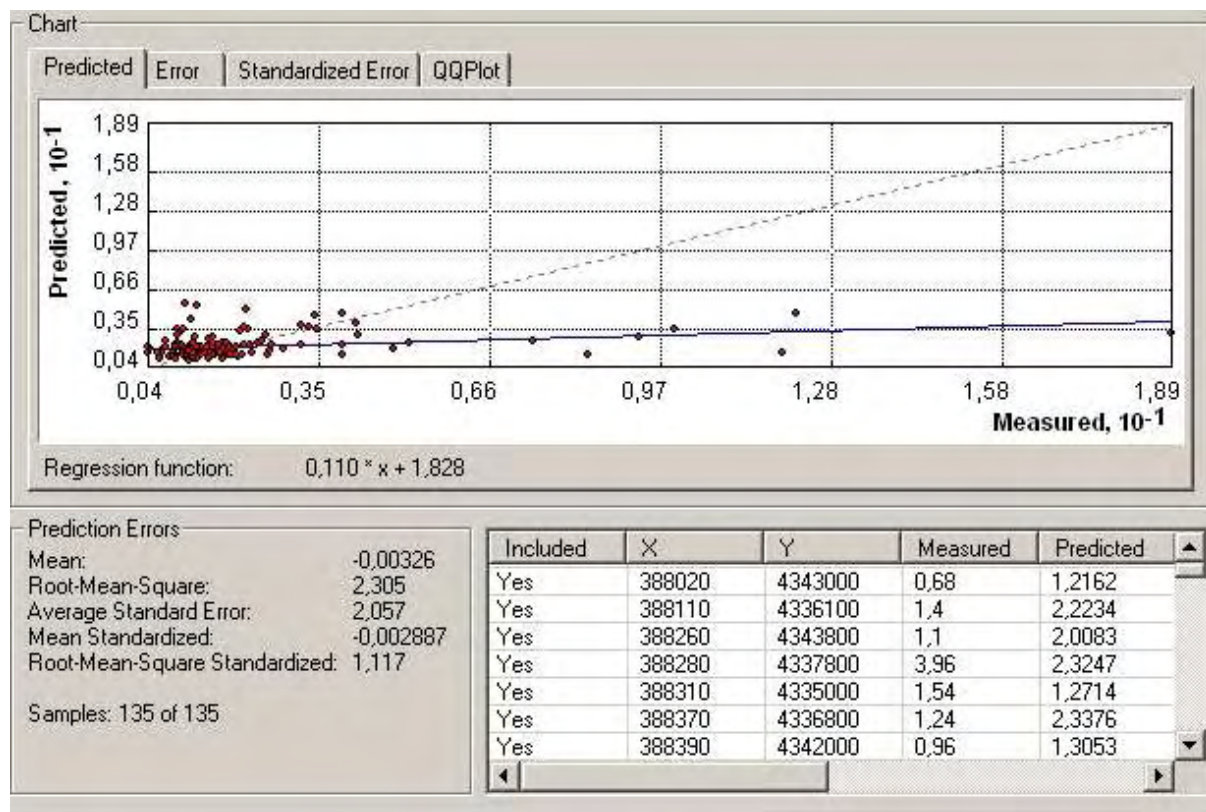 Chart
Predicted Error Standardized Error QQPlot
Predicted, 10-1
1,89
1,58
1,28
0,97
0,66
0,35
0,04
0,04 0,35 0,66 0,97 1,28 1,58 1,89
Measured, 10-1
Regression function: 0,110 * x + 1,828
Prediction Errors
Mean: -0,00326
Root-Mean-Square: 2,305
Average Standard Error: 2,057
Mean Standardized: -0,002887
Root-Mean-Square Standardized: 1,117
Samples: 135 of 135
Included X Y Measured Predicted
Yes 388020 4343000 0,68 1,2162
Yes 388110 4336100 1,4 2,2234
Yes 388260 4343800 1,1 2,0083
Yes 388280 4337800 3,96 2,3247
Yes 388310 4335000 1,54 1,2714
Yes 388370 4336800 1,24 2,3376
Yes 388390 4342000 0,96 1,3053